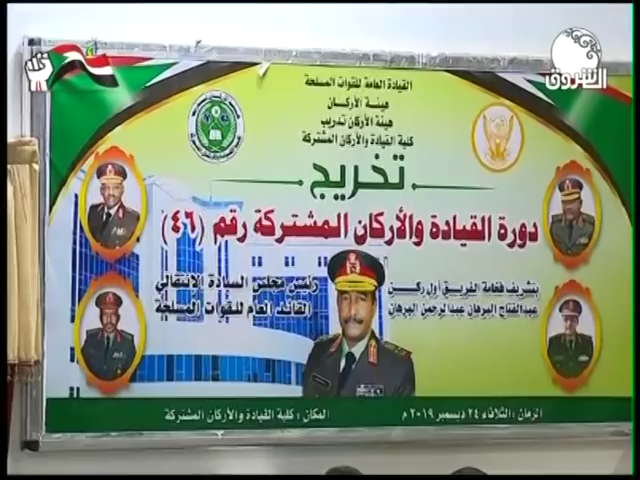 الشروق
القيادة العامة للقوات المسلحة
هيئة الأركان
هيئة الأركان تدريب
كلية القيادة والأركان المشتركة
تخريج
دورة القيادة والأركان المشتركة رقم (٤٦)
بتشريف فخامة الفريق أول ركن
عبدالفتاح البرهان عبدالرحمن البرهان
رئيس مجلس السيادة الإنتقالي
القائد العام للقوات المسلحة
الزمان : الثلاثاء ٢٤ ديسمبر ٢٠١٩ م
المكان : كلية القيادة والأركان المشتركة